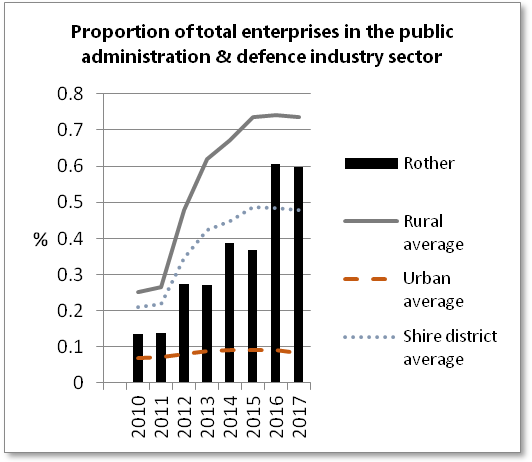 Proportion of total enterprises in the public
administration & defence industry sector
0.8
0.7
0.6
0.5
0.4
0.3
0.2
0.1
0
%
2010
2011
2012
2013
2014
2015
2016
2017
Rother
Rural
average
Urban
average
Shire district
average